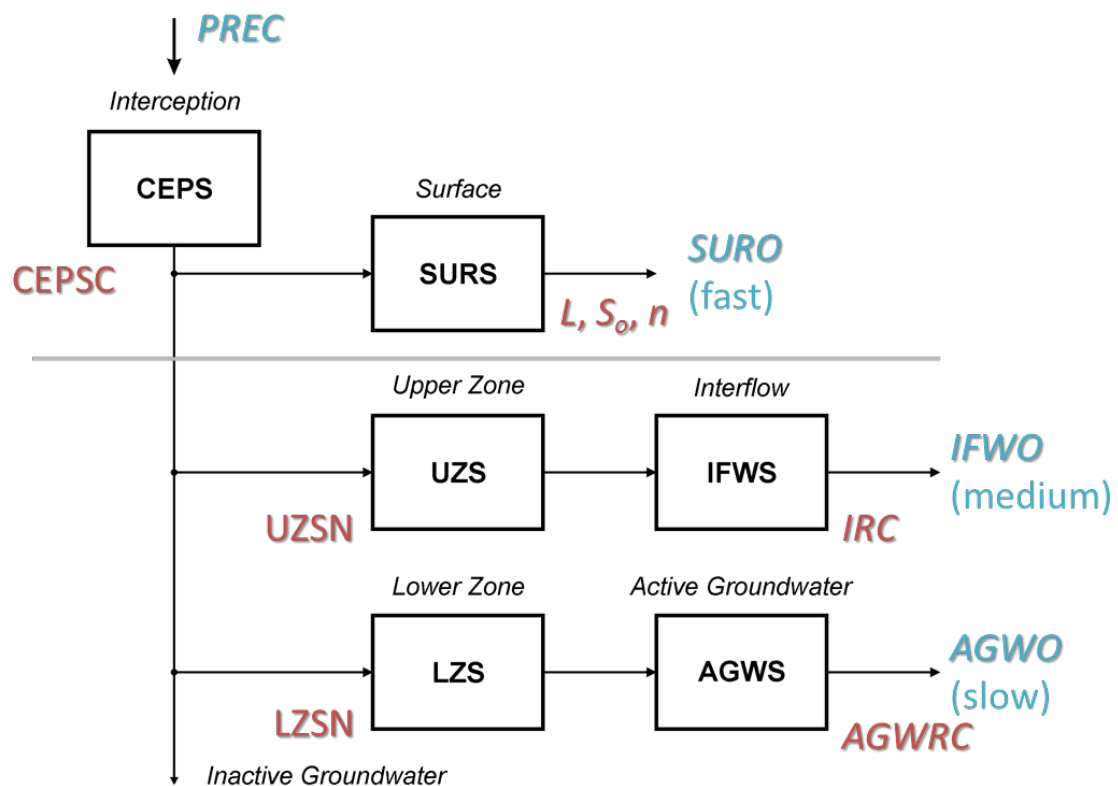 PREC
Interception
CEPS
Surface
CEPSC
SURS
SURO
(fast)
L, Sₒ, n
Upper Zone
Interflow
UZS
IFWS
IFWO
(medium)
UZSN
IRC
Lower Zone
Active Groundwater
LZS
AGWS
AGWO
(slow)
LZSN
AGWRC
Inactive Groundwater